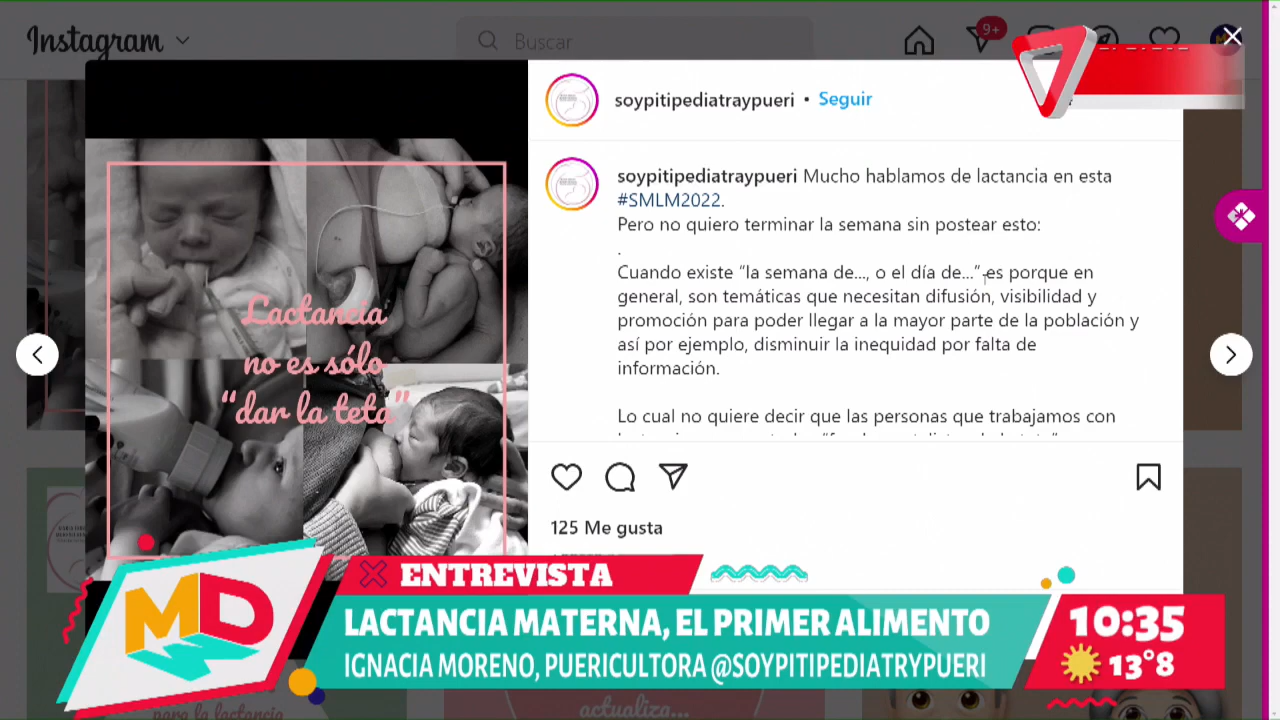 Instagram
Buscar
9+
soypitipediatraypueri • Seguir
soypitipediatraypueri Mucho hablamos de lactancia en esta
#SMLM2022.
Pero no quiero terminar la semana sin postear esto:
.
Cuando existe “la semana de..., o el día de...” es porque en
general, son temáticas que necesitan difusión, visibilidad y
promoción para poder llegar a la mayor parte de la población y
así por ejemplo, disminuir la inequidad por falta de
información.
Lo cual no quiere decir que las personas que trabajamos con
Lactancia
no es sólo
“dar la teta”
125 Me gusta
MD
ENTREVISTA
LACTANCIA MATERNA, EL PRIMER ALIMENTO
IGNACIA MORENO, PUERICULTORA @SOYPITIPEDIATRYPUERI
10:35
13°8
para la lactancia
actualiza...